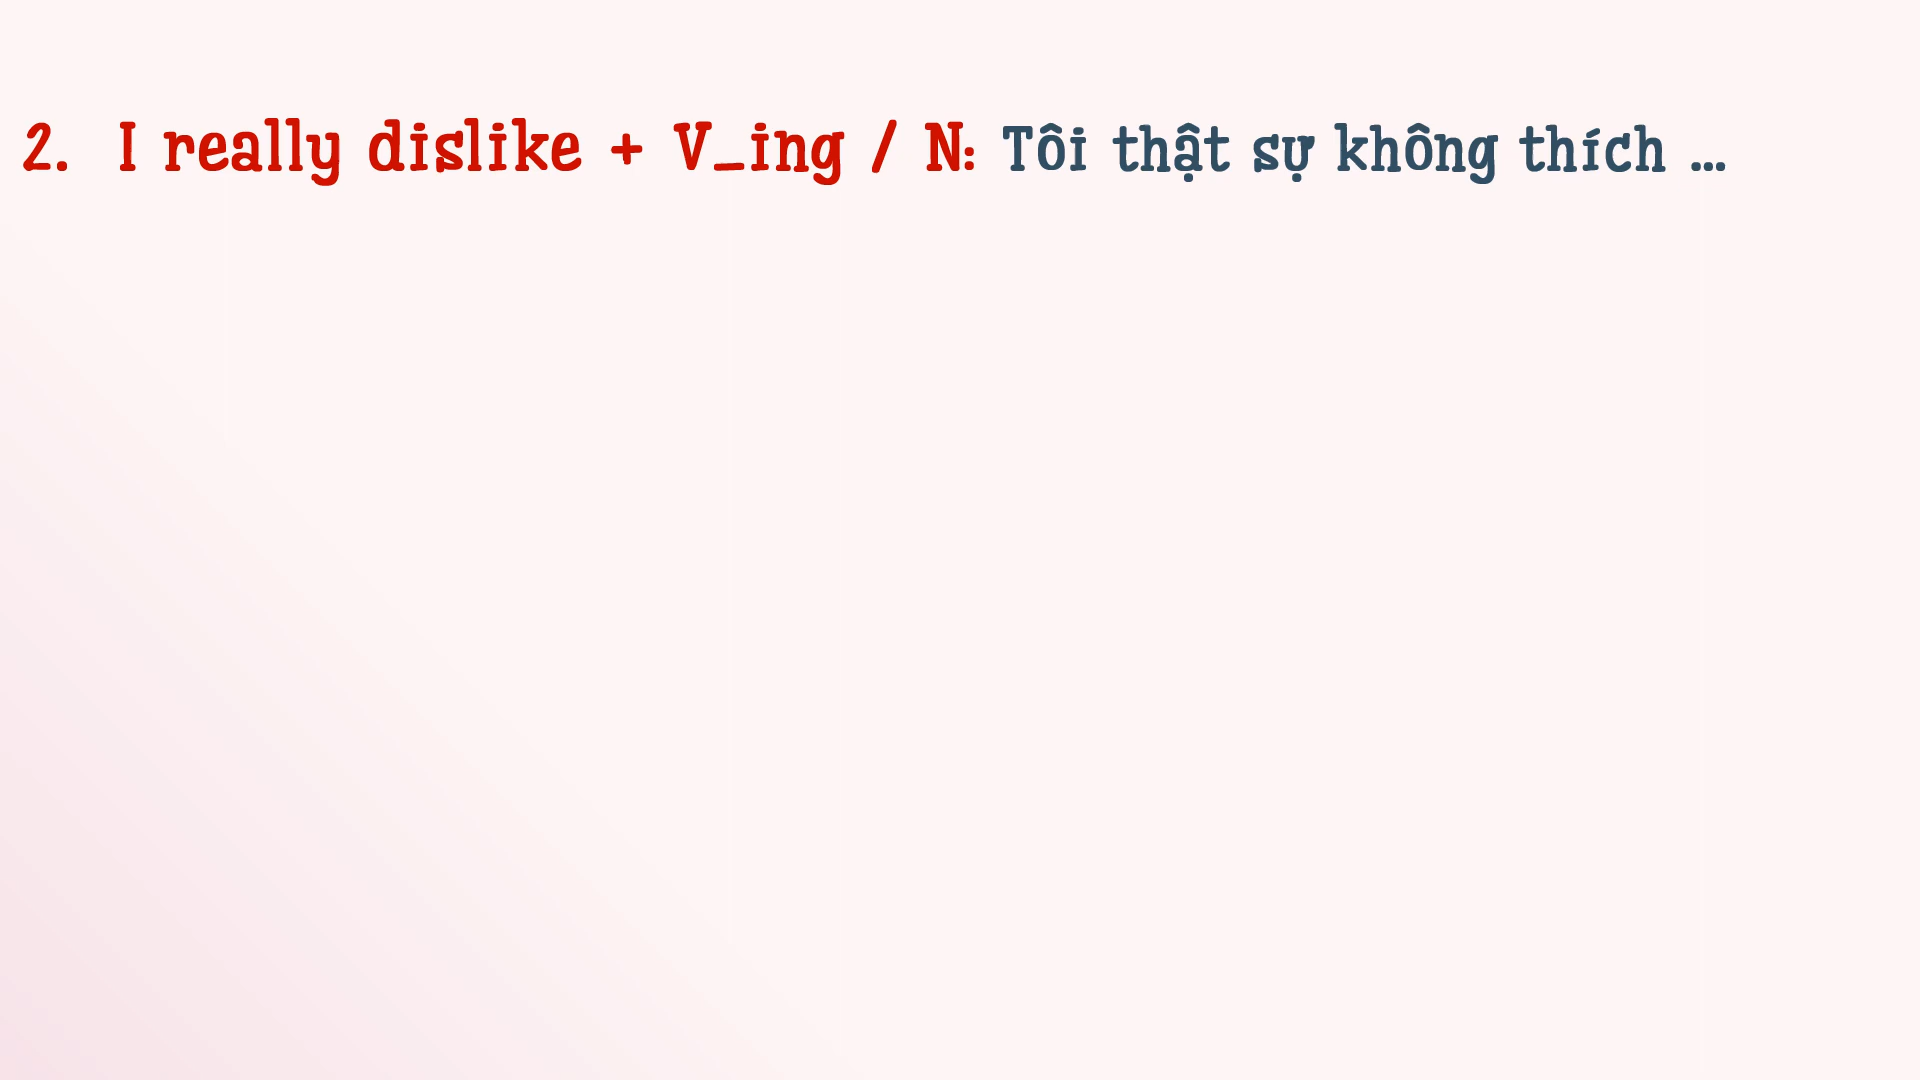 2. I really dislike + V_ing / N: Tôi thật sự không thích ...